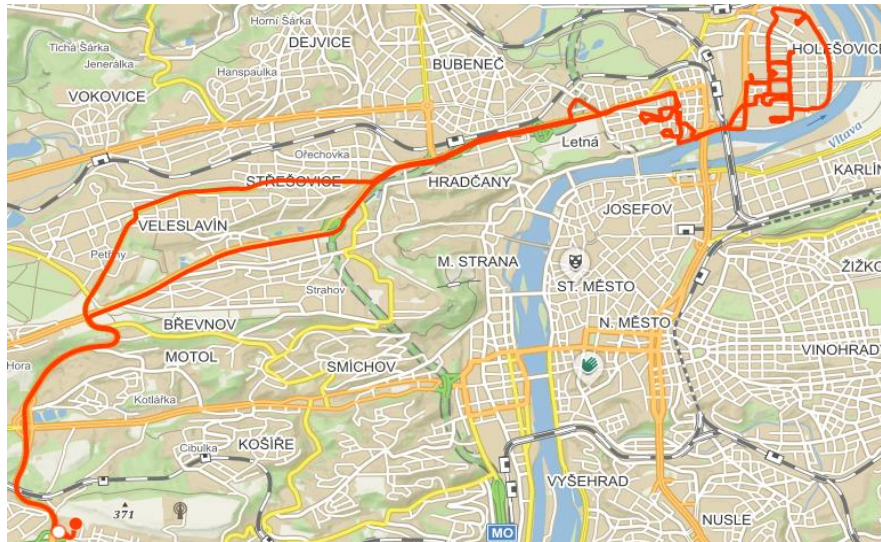 Horní Šárka
Tichá Šárka
DEJVICE
HOLEŠOVICE
Jenerálka
Hanspaulka
BUBENEČ
VOKOVICE
Vltava
Ořechovka
Letná
STŘEŠOVICE
HRADČANY
KARLÍN
JOSEFOV
VELESLAVÍN
Petřiny
M. STRANA
ŽIŽKO
Strahov
ST. MĚSTO
BŘEVNOV
N. MĚSTO
MOTOL
VINOHRADY
Hora
SMÍCHOV
Kotlářka
KOŠÍŘE
Cibulka
VYŠEHRAD
371
NUSLE
MO